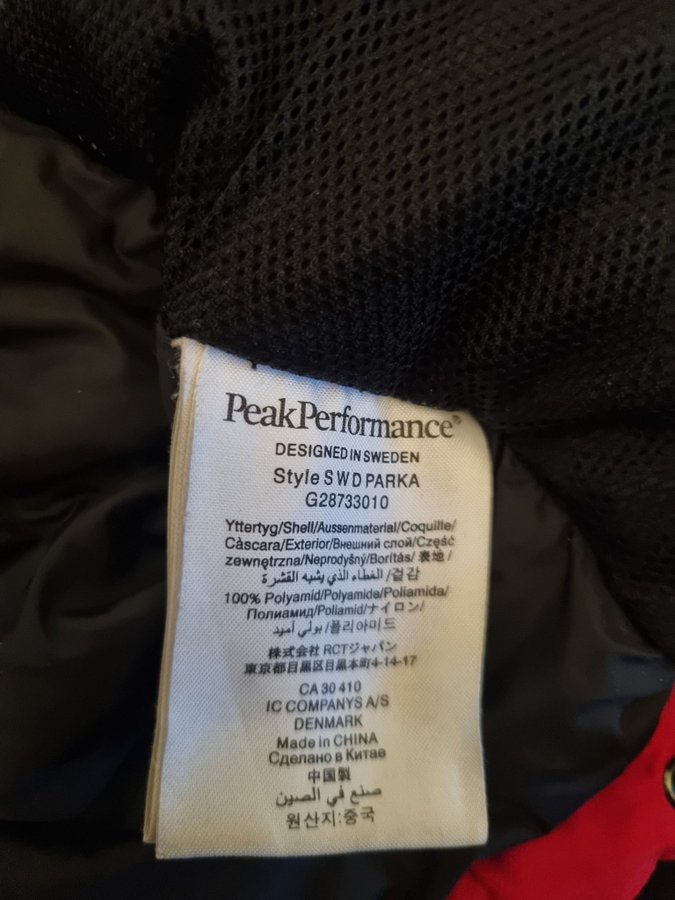 PeakPerformance®
DESIGNED IN SWEDEN
Style S W D PARKA
G28733010
Yttertyg/Shell/Aussenmaterial/Coquille/
Càscara/Exterior/Внешний слой/Część
zewnętrzna/Neprodyšný/Borítás/表地/
الغطاء الذي يشبه القشرة/겉감
100% Polyamid/Polyamide/Poliamida/
Полиамид/Poliamid/ナイロン/
بولي أميد/폴리아미드
株式会社 RCTジャパン
東京都目黒区目黒本町4-14-17
CA 30 410
IC COMPANYS A/S
DENMARK
Made in CHINA
Сделано в Китае
中国製
صنع في الصين
원산지:중국